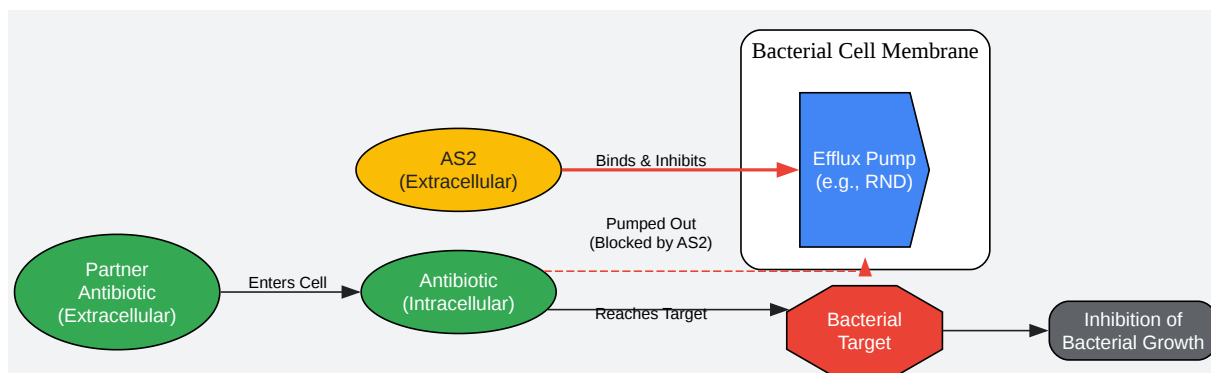 Bacterial Cell Membrane
Efflux Pump
(e.g., RND)
AS2
(Extracellular)
Binds & Inhibits
Pumped Out
(Blocked by AS2)
Partner
Antibiotic
(Extracellular)
Enters Cell
Antibiotic
(Intracellular)
Reaches Target
Bacterial
Target
Inhibition of
Bacterial Growth